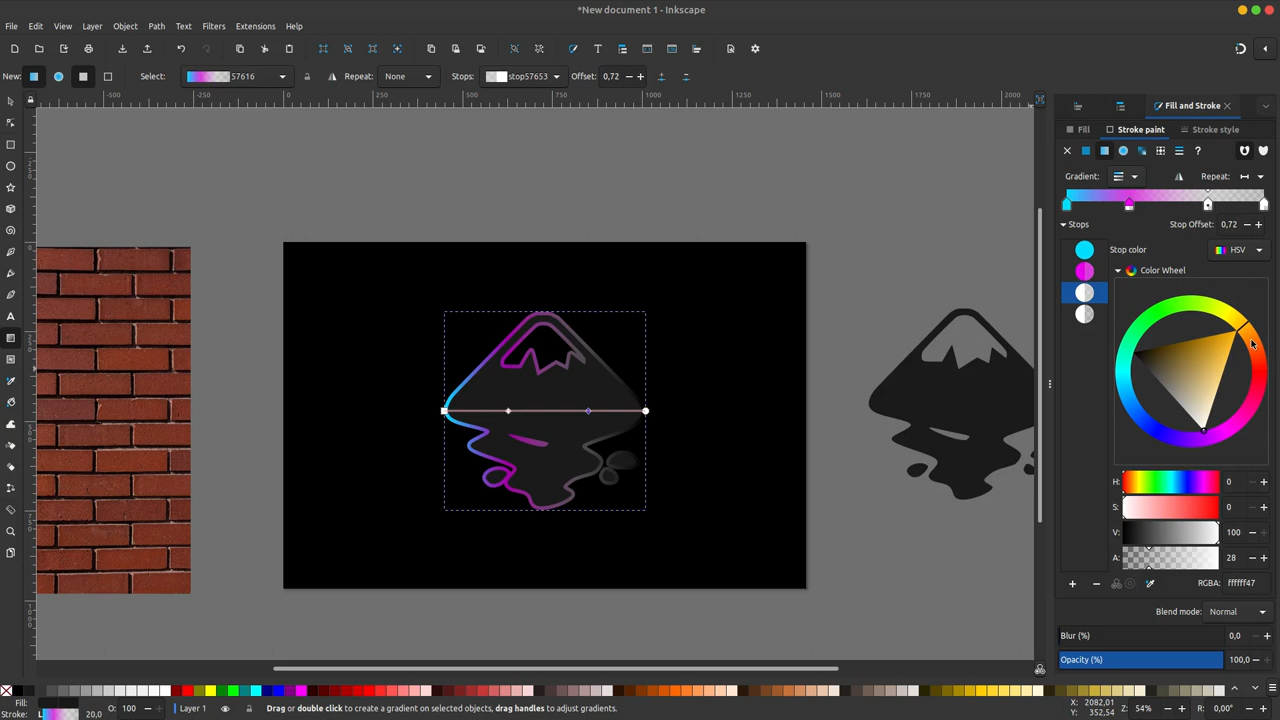 *New document 1 - Inkscape
File Edit View Layer Object Path Text Filters Extensions Help
New: Select: 57616 Repeat: None Stops: stop57653 Offset: 0,72
-500 -250 0 250 500 750 1000 1250 1500 1750 2000
Fill and Stroke
Fill Stroke paint Stroke style
?
Gradient: Repeat:
Stops Stop Offset: 0,72
Stop color HSV
Color Wheel
H: 0
S: 0
V: 100
A: 28
RGBA: ffffff47
Blend mode: Normal
Blur (%) 0,0
Opacity (%) 100,0
Fill:
Stroke: 20,0
O: 100
Layer 1
Drag or double click to create a gradient on selected objects, drag handles to adjust gradients.
X: 2082,01
Y: 352,54
Z: 54%
R: 0,00°